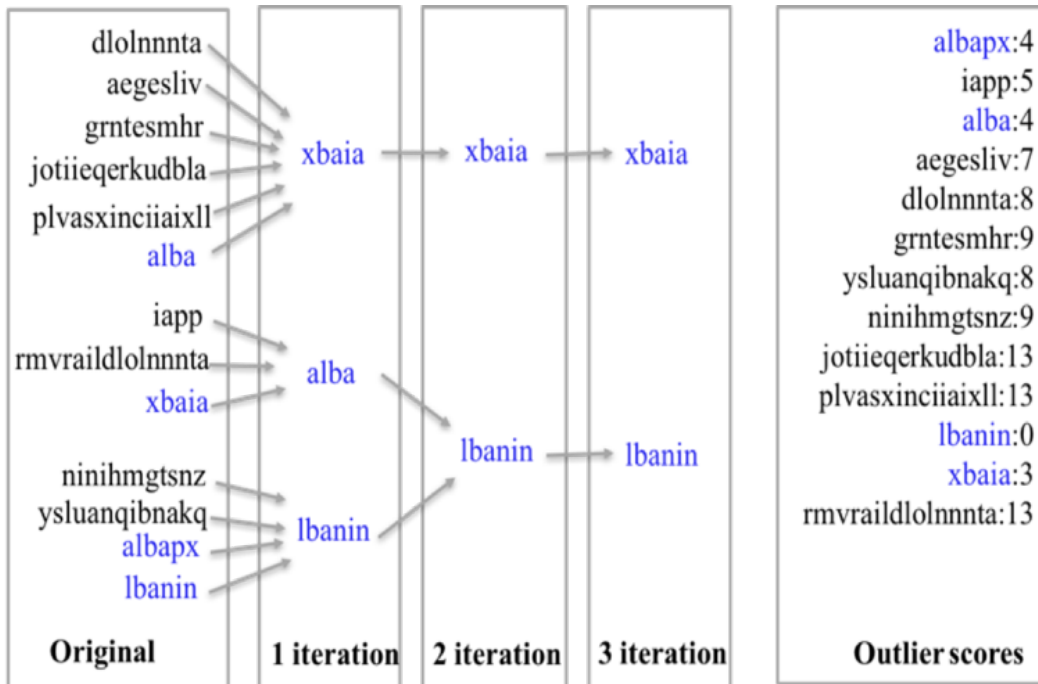 dlolnnnta
aegesliv
grntesmhr
jotiieqerkudbla
plvasxinciiaixll
alba
iapp
rmvraildlolnnnta
xbaia
ninihmgtsnz
ysluanqibnakq
albapx
lbanin
Original
xbaia
alba
lbanin
1 iteration
xbaia
lbanin
2 iteration
xbaia
lbanin
3 iteration
albapx:4
iapp:5
alba:4
aegesliv:7
dlolnnnta:8
grntesmhr:9
ysluanqibnakq:8
ninihmgtsnz:9
jotiieqerkudbla:13
plvasxinciiaixll:13
lbanin:0
xbaia:3
rmvraildlolnnnta:13
Outlier scores